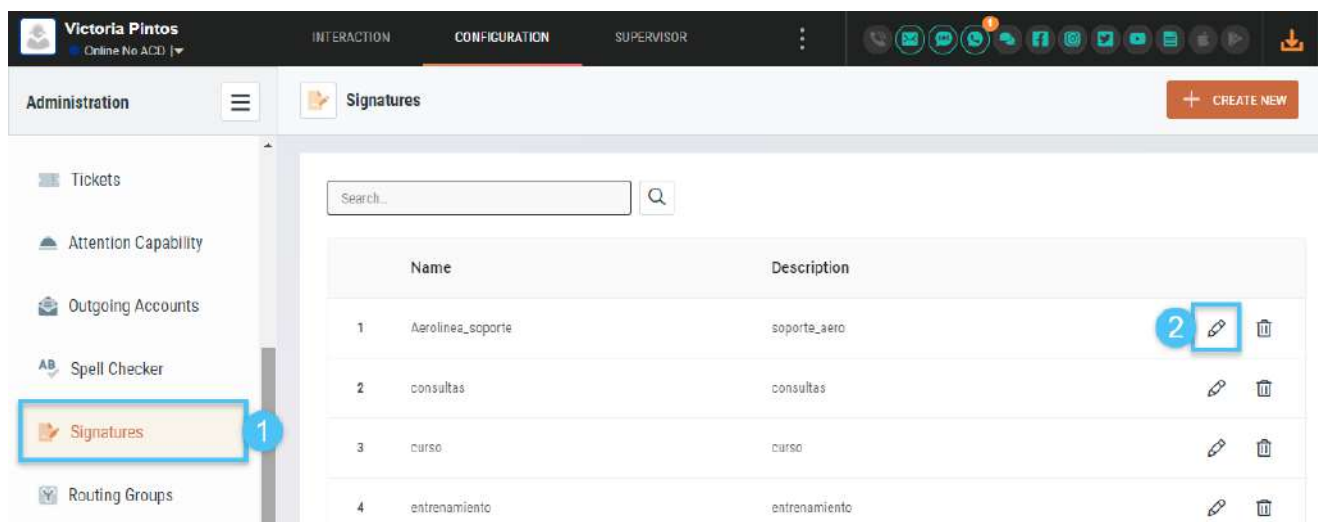 Victoria Pintos
Online No ACD
INTERACTION
CONFIGURATION
SUPERVISOR
1
Administration
Signatures
+ CREATE NEW
Tickets
Attention Capability
Outgoing Accounts
AB Spell Checker
Signatures
1
Routing Groups
Search...
Name Description
1 Aerolinea_soporte soporte_aero
2
2 consultas consultas
3 curso curso
4 entrenamiento entrenamiento